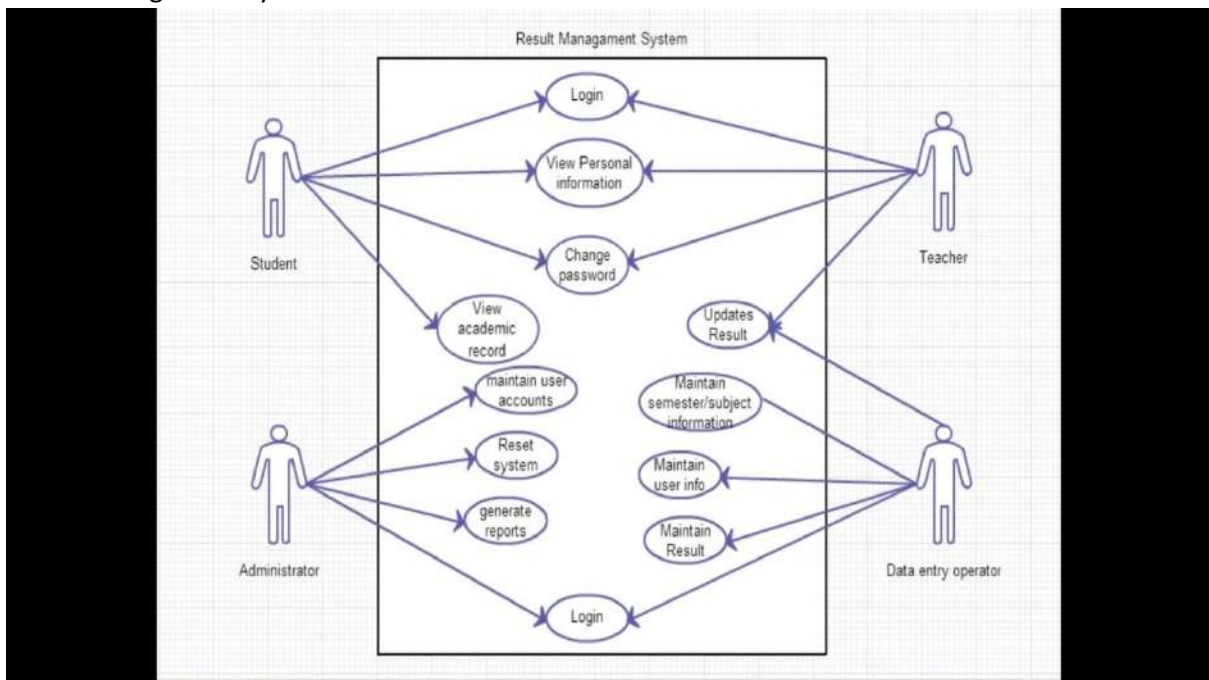 Result Managament System
Login
View Personal
information
Change
password
Student
Teacher
View
academic
record
Updates
Result
maintain user
accounts
Maintain
semester/subject
information
Reset
system
Maintain
user info
generate
reports
Maintain
Result
Administrator
Data entry operator
Login